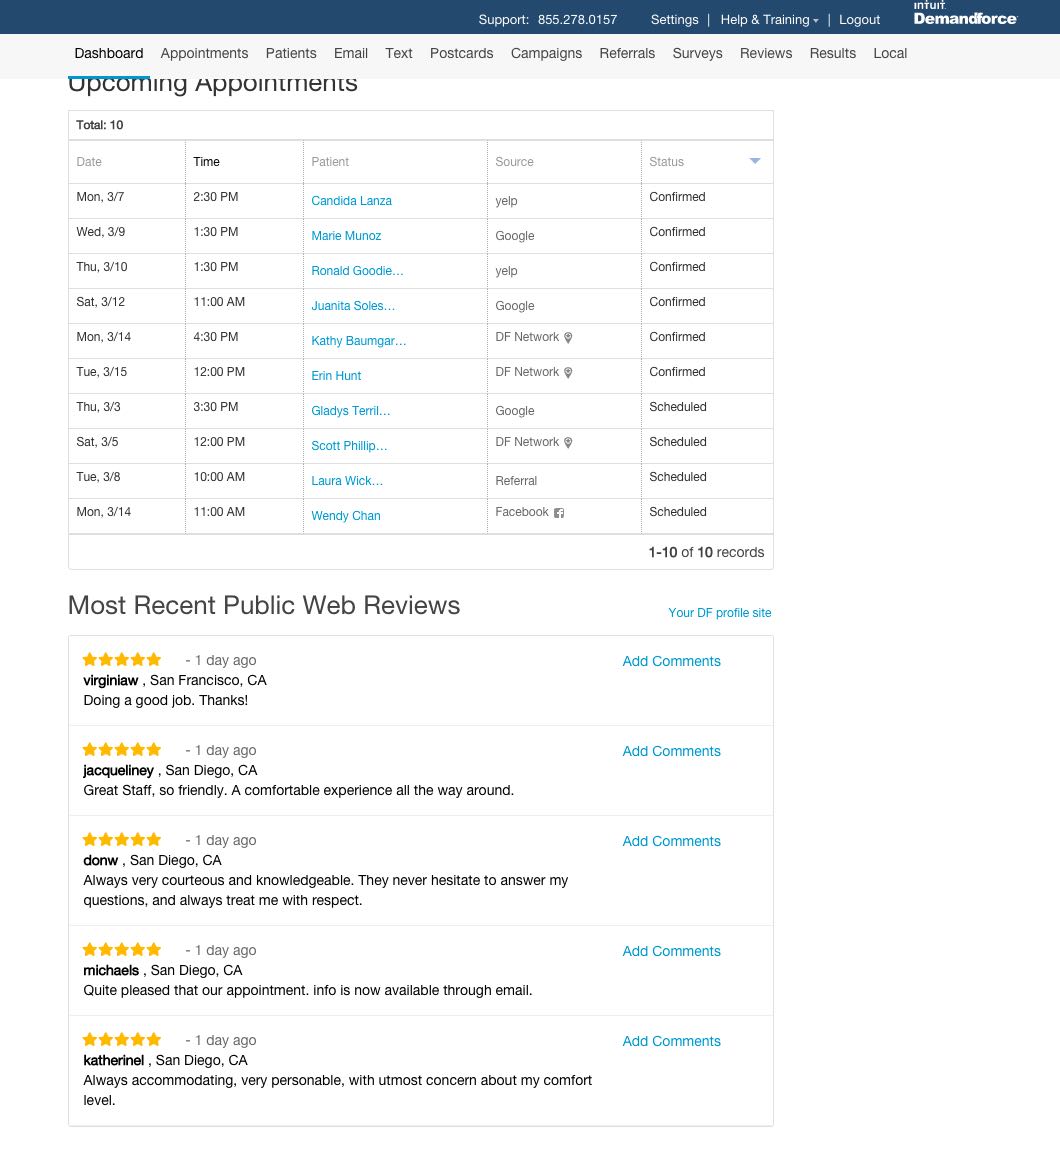 intuit
Support: 855.278.0157 Settings | Help & Training | Logout Demandforce
Dashboard Appointments Patients Email Text Postcards Campaigns Referrals Surveys Reviews Results Local
Upcoming Appointments
Total: 10
Date Time Patient Source Status
Mon, 3/7 2:30 PM Candida Lanza yelp Confirmed
Wed, 3/9 1:30 PM Marie Munoz Google Confirmed
Thu, 3/10 1:30 PM Ronald Goodie... yelp Confirmed
Sat, 3/12 11:00 AM Juanita Soles... Google Confirmed
Mon, 3/14 4:30 PM Kathy Baumgar... DF Network Confirmed
Tue, 3/15 12:00 PM Erin Hunt DF Network Confirmed
Thu, 3/3 3:30 PM Gladys Terril... Google Scheduled
Sat, 3/5 12:00 PM Scott Phillip... DF Network Scheduled
Tue, 3/8 10:00 AM Laura Wick... Referral Scheduled
Mon, 3/14 11:00 AM Wendy Chan Facebook Scheduled
1-10 of 10 records
Most Recent Public Web Reviews Your DF profile site
- 1 day ago Add Comments
virginiaw , San Francisco, CA
Doing a good job. Thanks!
- 1 day ago Add Comments
jacqueliney , San Diego, CA
Great Staff, so friendly. A comfortable experience all the way around.
- 1 day ago Add Comments
donw , San Diego, CA
Always very courteous and knowledgeable. They never hesitate to answer my
questions, and always treat me with respect.
- 1 day ago Add Comments
michaels , San Diego, CA
Quite pleased that our appointment. info is now available through email.
- 1 day ago Add Comments
katherinel , San Diego, CA
Always accommodating, very personable, with utmost concern about my comfort
level.